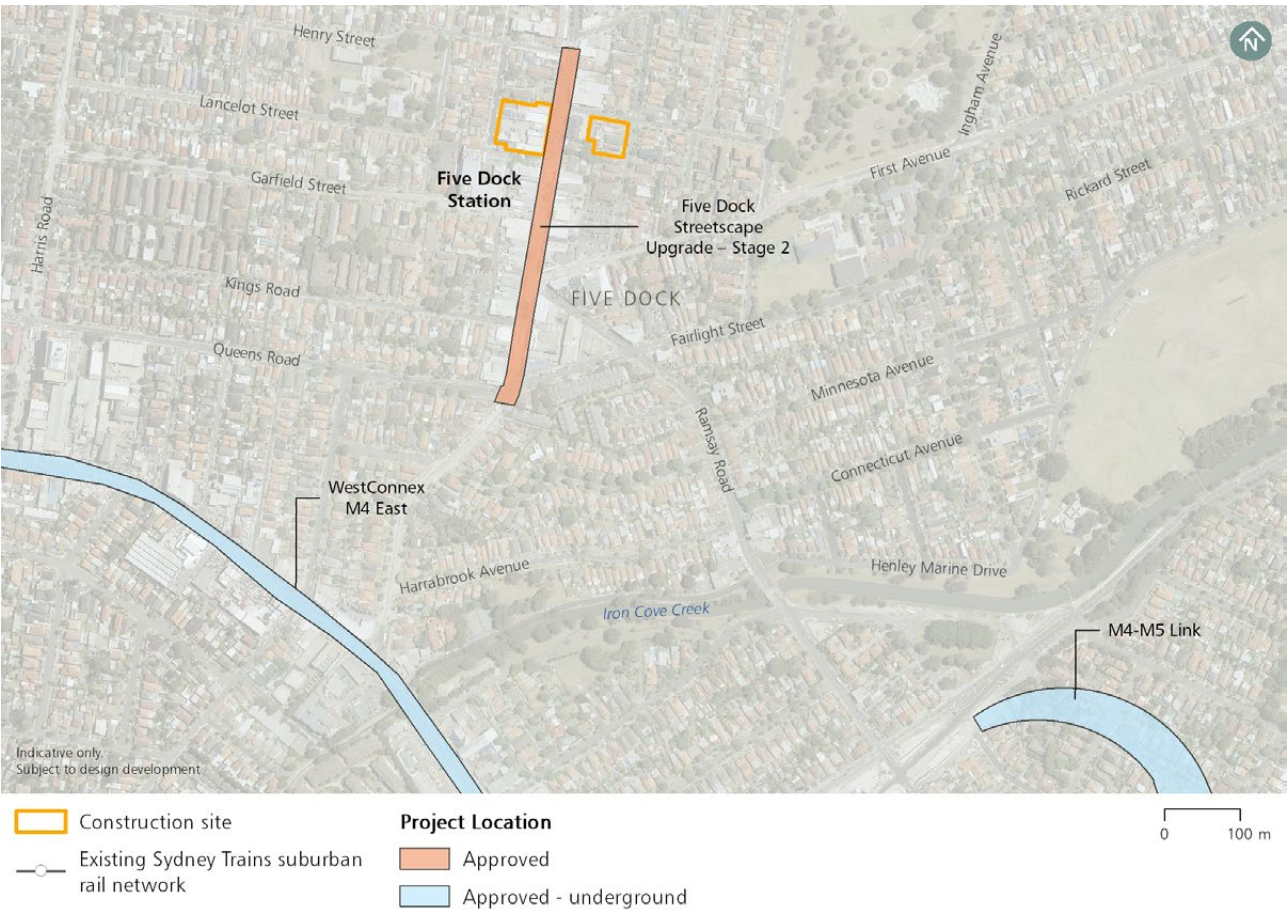 Henry Street
Ingham Avenue
N
Lancelot Street
First Avenue
Rickard Street
Garfield Street
Five Dock
Station
Harris Road
Five Dock
Streetscape
Upgrade – Stage 2
Kings Road
FIVE DOCK
Fairlight Street
Queens Road
Minnesota Avenue
Ramsay Road
Connecticut Avenue
WestConnex
M4 East
Harrabrook Avenue
Henley Marine Drive
Iron Cove Creek
M4-M5 Link
Indicative only.
Subject to design development
Construction site
Existing Sydney Trains suburban
rail network
Project Location
Approved
Approved - underground
0 100 m